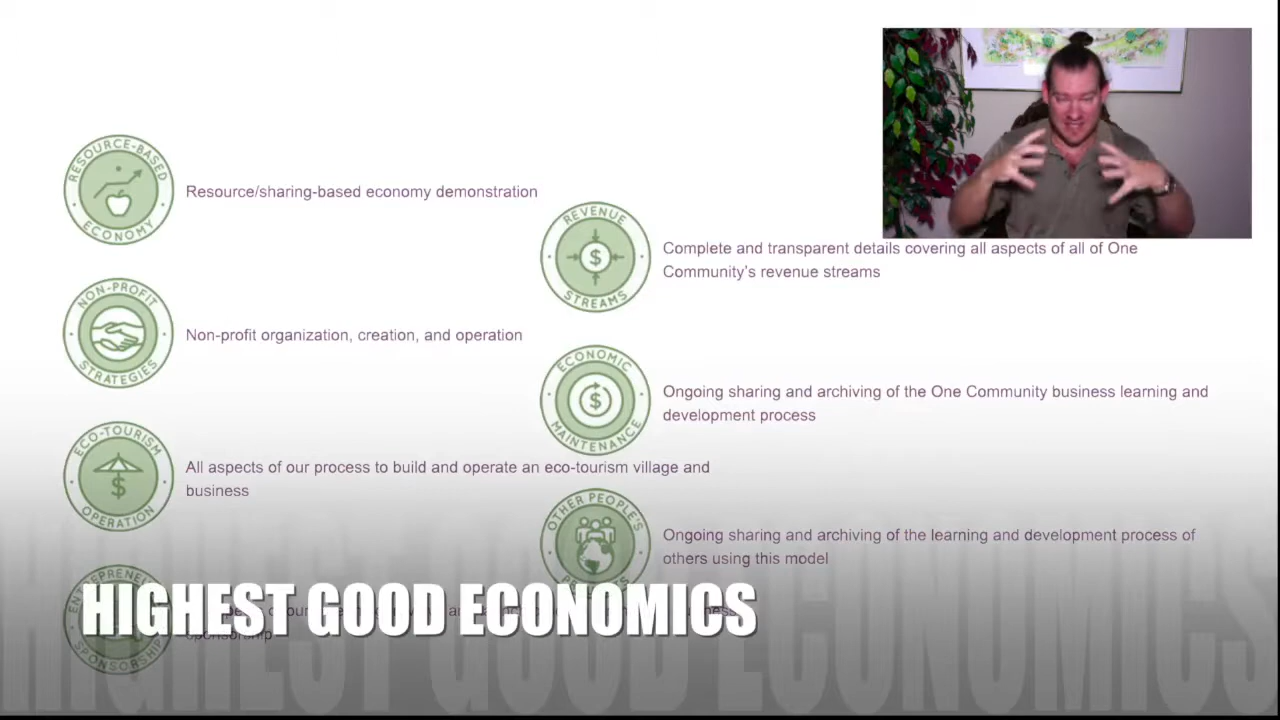 RESOURCE-BASED
ECONOMY
Resource/sharing-based economy demonstration
REVENUE
STREAMS
$
Complete and transparent details covering all aspects of all of One
Community's revenue streams
NON-PROFIT
STRATEGIES
Non-profit organization, creation, and operation
ECONOMIC
MAINTENANCE
$
Ongoing sharing and archiving of the One Community business learning and
development process
ECO-TOURISM
OPERATION
$
All aspects of our process to build and operate an eco-tourism village and
business
OTHER PEOPLE'S
Ongoing sharing and archiving of the learning and development process of
others using this model
SPONSORSHIP
sponsorship
HIGHEST GOOD ECONOMICS
HIGHEST GOOD ECONOMICS